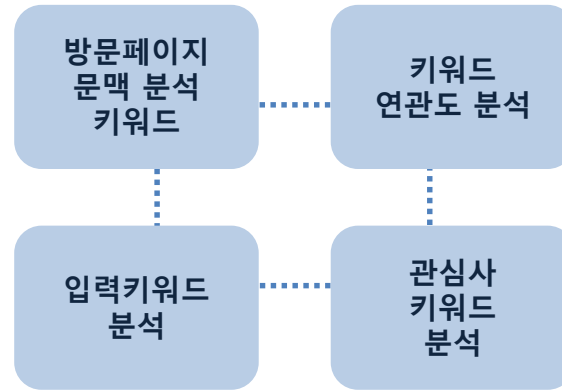 방문페이지
문맥 분석
키워드
키워드
연관도 분석
입력키워드
분석
관심사
키워드
분석